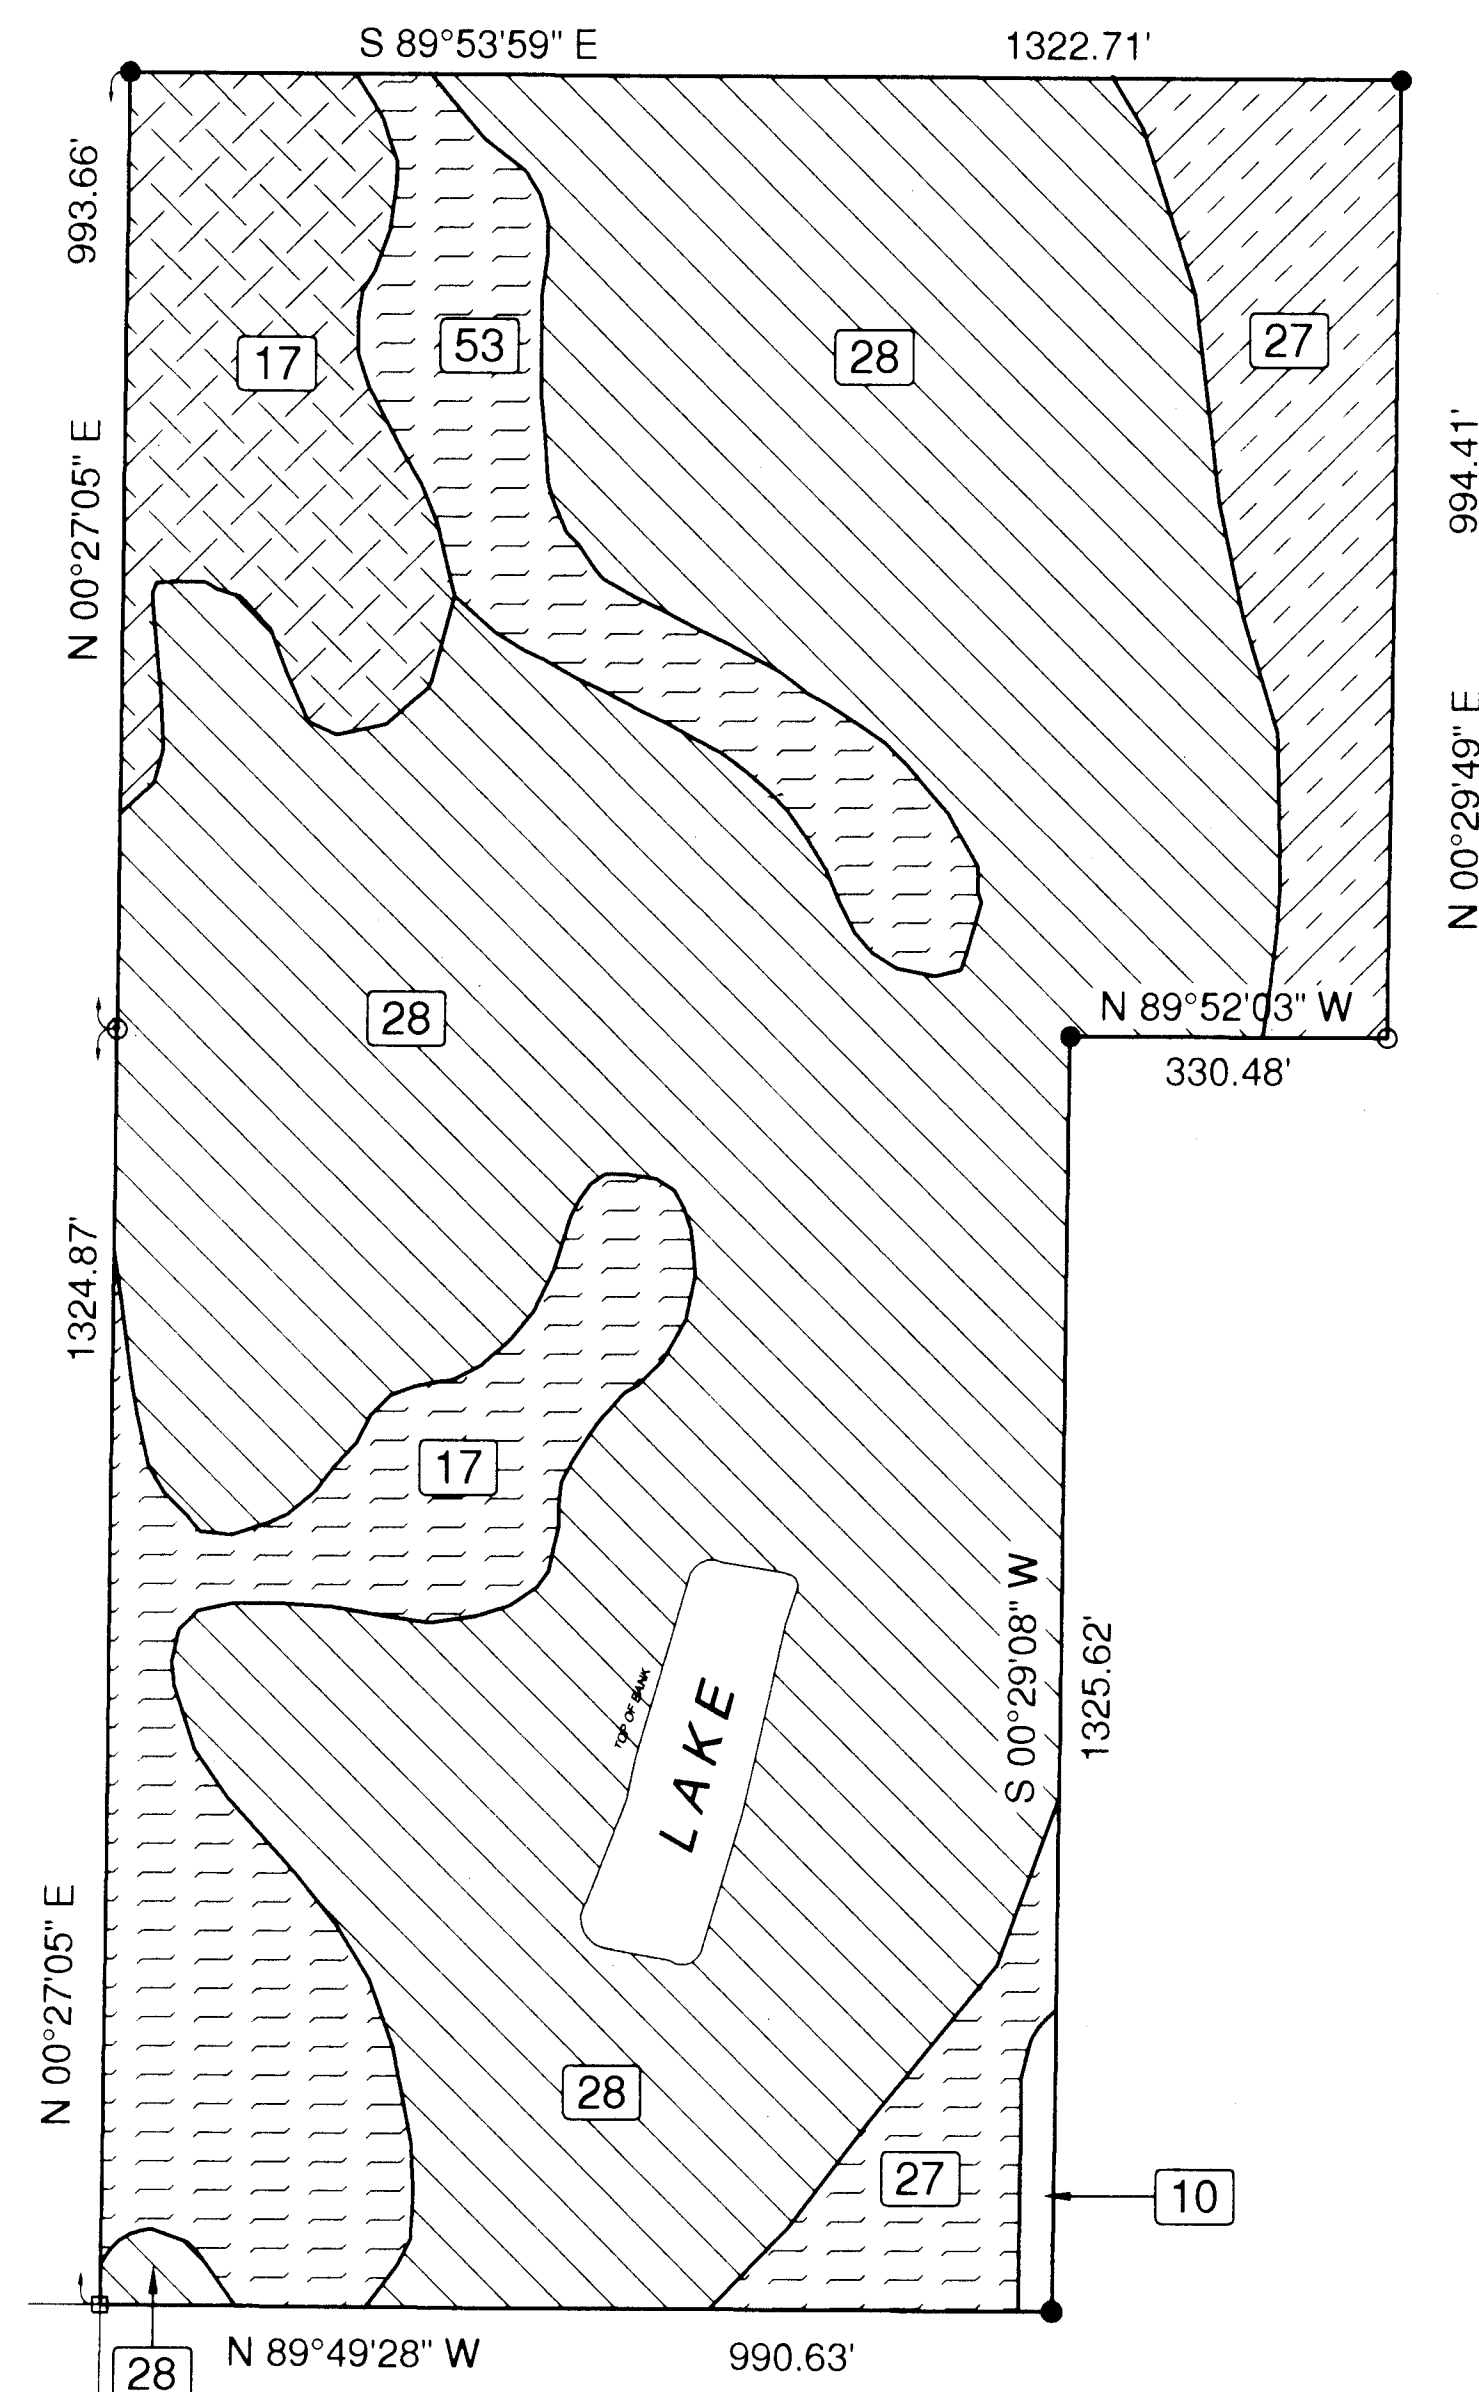 S 89°53'59" E
1322.71'
993.66'
N 00°27'05" E
17
53
28
27
994.41'
N 00°29'49" E
28
N 89°52'03" W
330.48'
1324.87'
17
S 00°29'08" W
1325.62'
TOP OF BANK
LAKE
N 00°27'05" E
28
27
10
28
N 89°49'28" W
990.63'